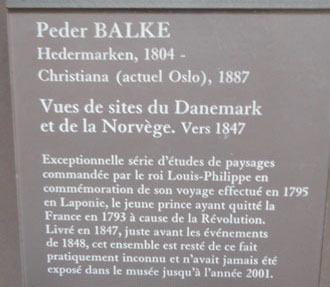 Peder BALKE
Hedermarken, 1804 -
Christiana (actuel Oslo), 1887
Vues de sites du Danemark
et de la Norvège. Vers 1847
Exceptionnelle série d'études de paysages
commandée par le roi Louis-Philippe en
commémoration de son voyage effectué en 1795
en Laponie, le jeune prince ayant quitté la
France en 1793 à cause de la Révolution.
Livré en 1847, juste avant les événements
de 1848, cet ensemble est resté de ce fait
pratiquement inconnu et n'avait jamais été
exposé dans le musée jusqu'à l'année 2001.